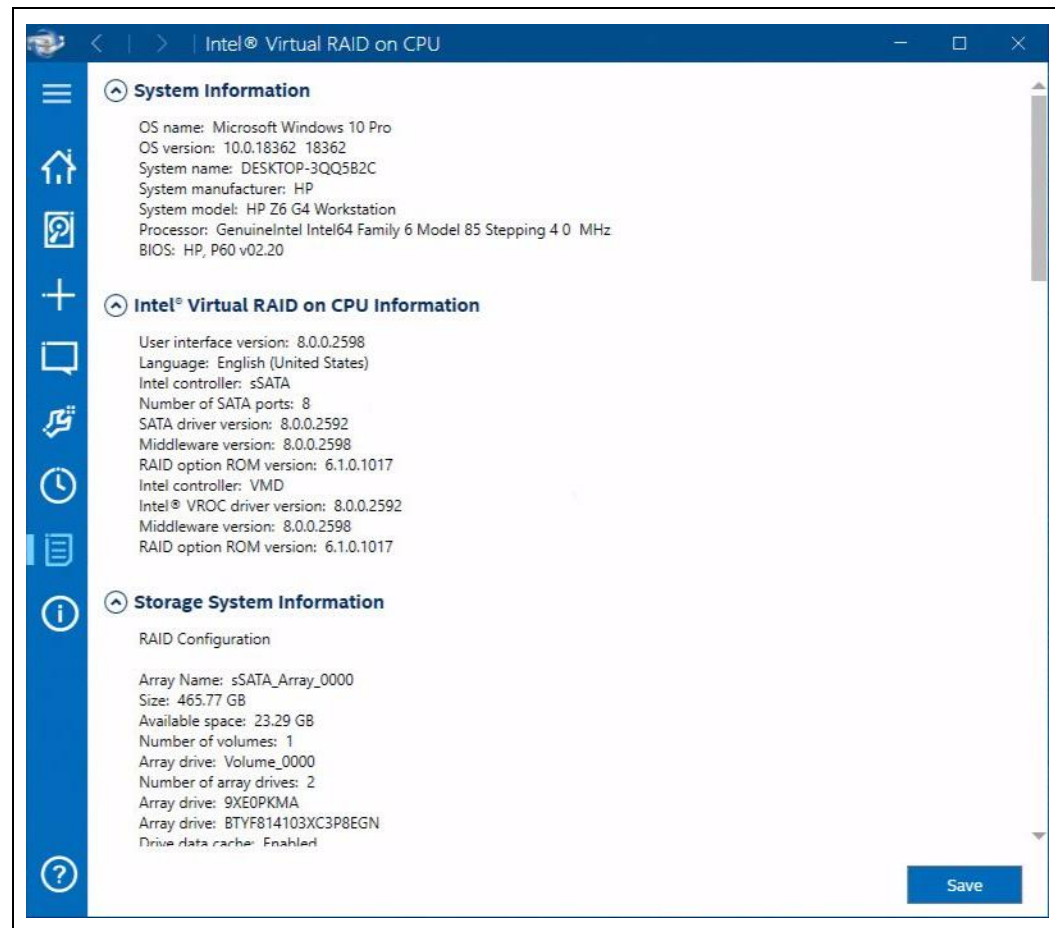 Intel® Virtual RAID on CPU
System Information
OS name: Microsoft Windows 10 Pro
OS version: 10.0.18362 18362
System name: DESKTOP-3QQ5B2C
System manufacturer: HP
System model: HP Z6 G4 Workstation
Processor: GenuineIntel Intel64 Family 6 Model 85 Stepping 4 0 MHz
BIOS: HP, P60 v02.20
Intel® Virtual RAID on CPU Information
User interface version: 8.0.0.2598
Language: English (United States)
Intel controller: sSATA
Number of SATA ports: 8
SATA driver version: 8.0.0.2592
Middleware version: 8.0.0.2598
RAID option ROM version: 6.1.0.1017
Intel controller: VMD
Intel® VROC driver version: 8.0.0.2592
Middleware version: 8.0.0.2598
RAID option ROM version: 6.1.0.1017
Storage System Information
RAID Configuration
Array Name: sSATA_Array_0000
Size: 465.77 GB
Available space: 23.29 GB
Number of volumes: 1
Array drive: Volume_0000
Number of array drives: 2
Array drive: 9XE0PKMA
Array drive: BTYF814103XC3P8EGN
Drive data cache: Enabled
Save